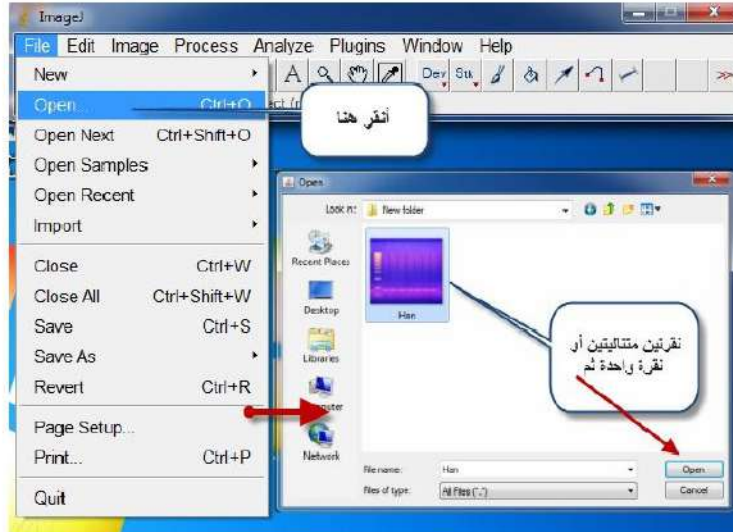 ImageJ
File Edit Image Process Analyze Plugins Window Help
New
A Dev Stk >>
Open... Ctrl+O
أنقر هنا
Open Next Ctrl+Shift+O
Open Samples
Open Recent
Import
Close Ctrl+W
Close All Ctrl+Shift+W
Save Ctrl+S
Save As
Revert Ctrl+R
Page Setup...
Print... Ctrl+P
Quit
Open
Look in: New folder
Recent Places
Desktop
Libraries
Network
Han
نقرتين متتاليتين أو
نقرة واحدة ثم
File name: Han Open
Files of type: All Files (*.*) Cancel